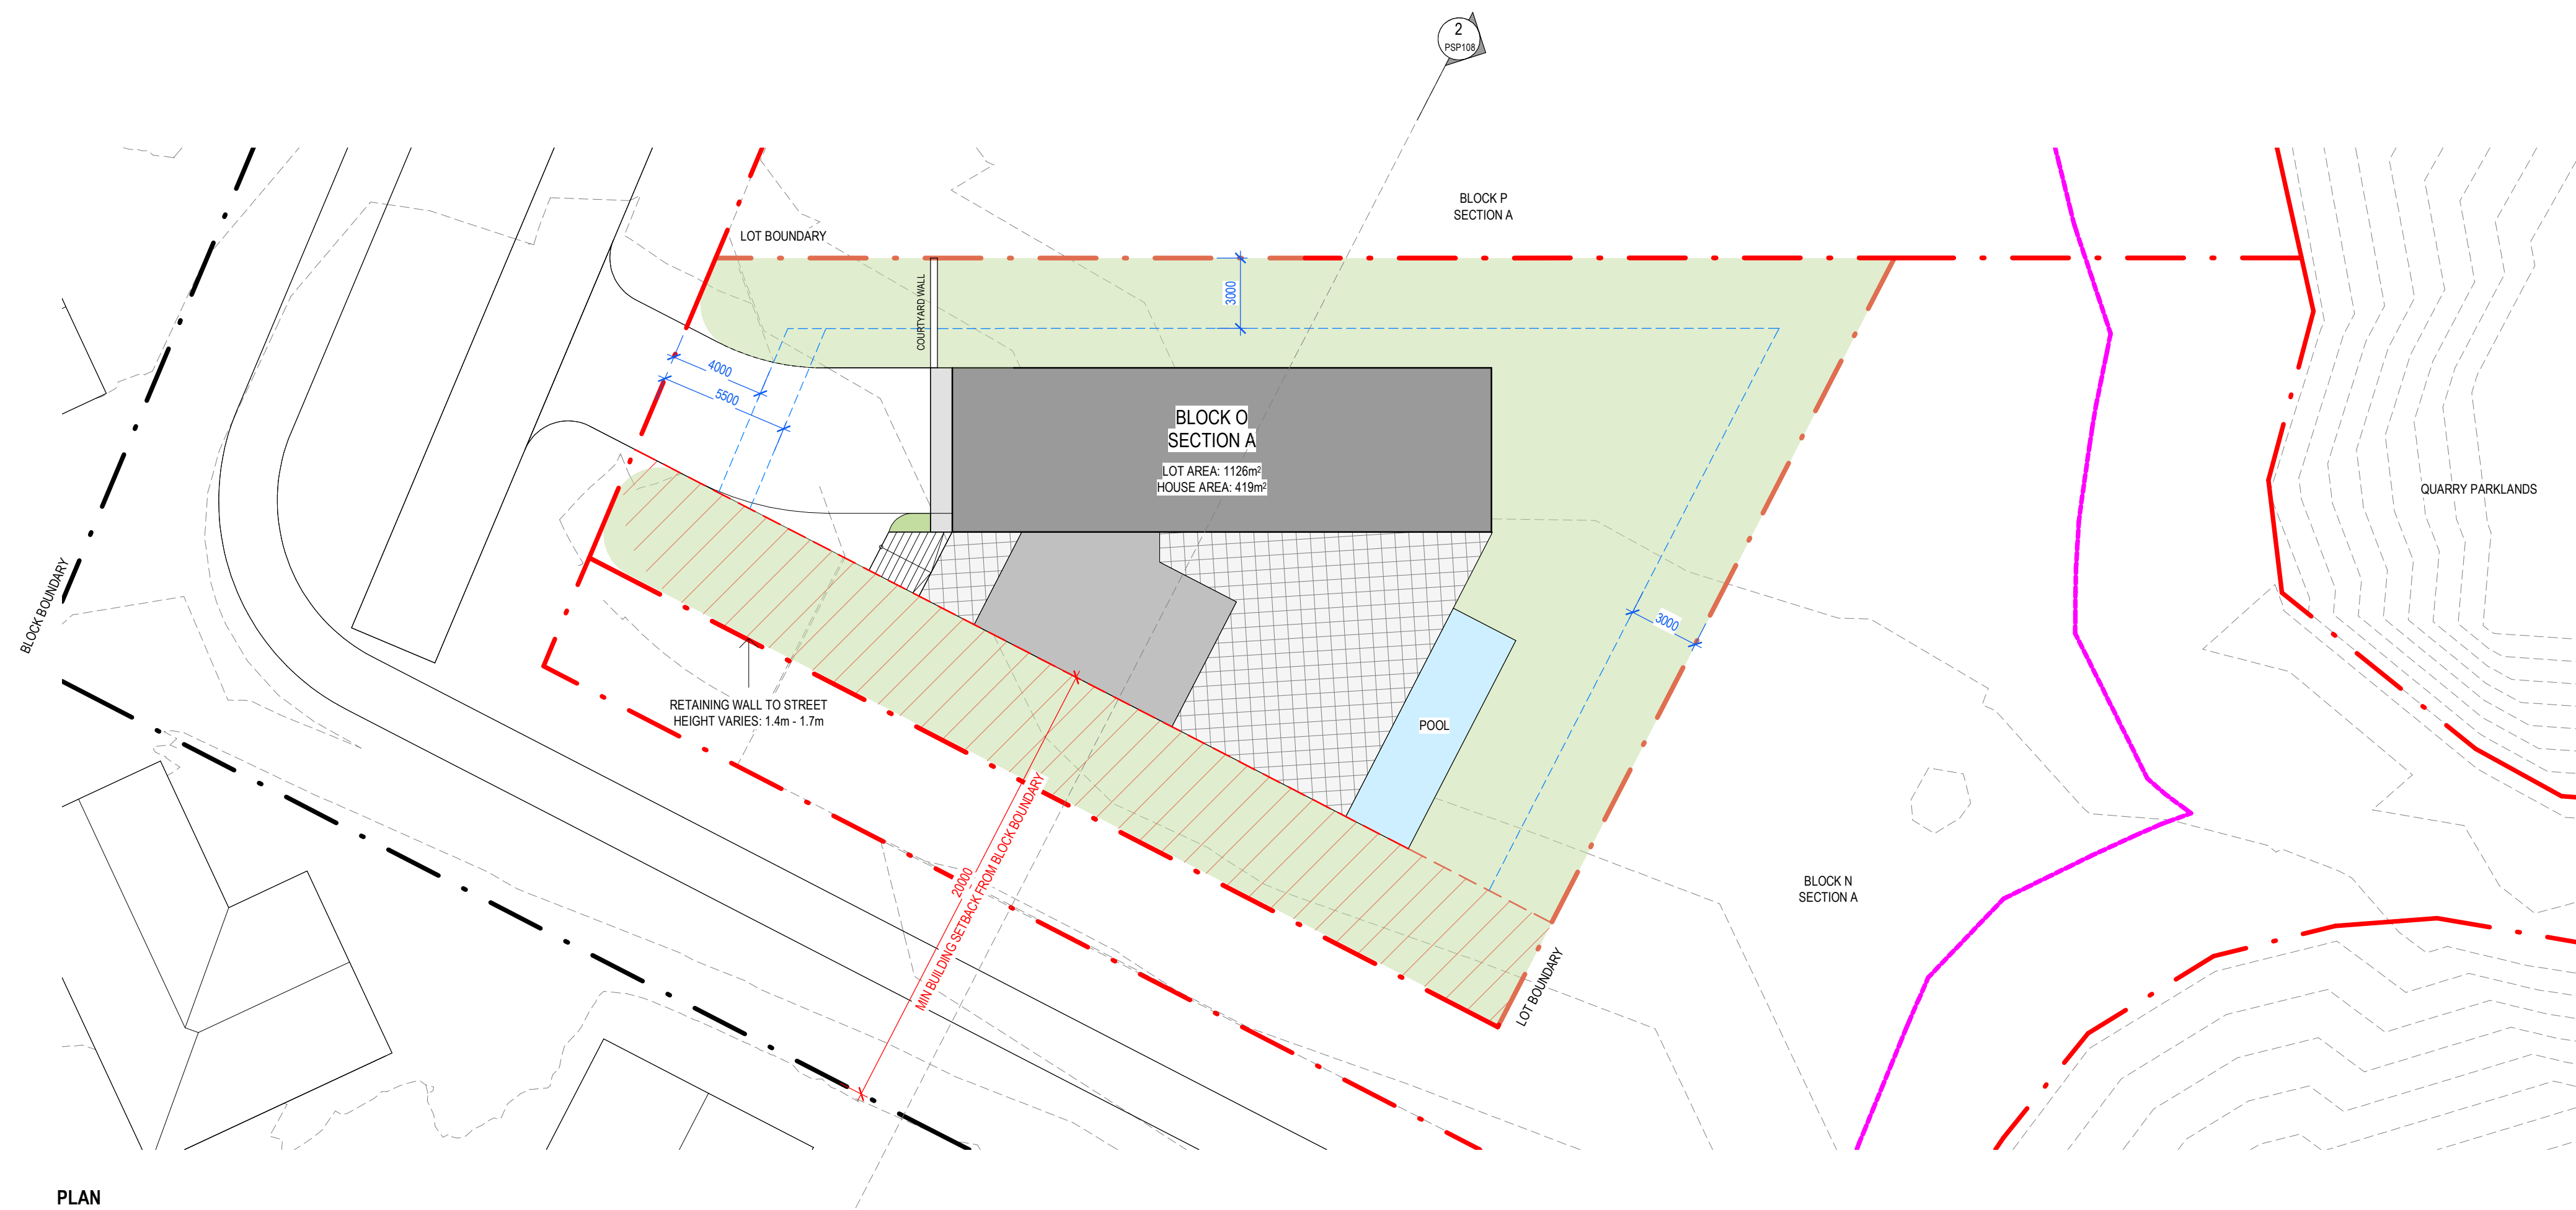 2
PSP108
BLOCK P
SECTION A
LOT BOUNDARY
COURTYARD WALL
3000
4000
5500
BLOCK O
SECTION A
LOT AREA: 1126m²
HOUSE AREA: 419m²
QUARRY PARKLANDS
BLOCK BOUNDARY
3000
RETAINING WALL TO STREET
HEIGHT VARIES: 1.4m - 1.7m
POOL
20000
MIN BUILDING SETBACK FROM BLOCK BOUNDARY
BLOCK N
SECTION A
LOT BOUNDARY
PLAN